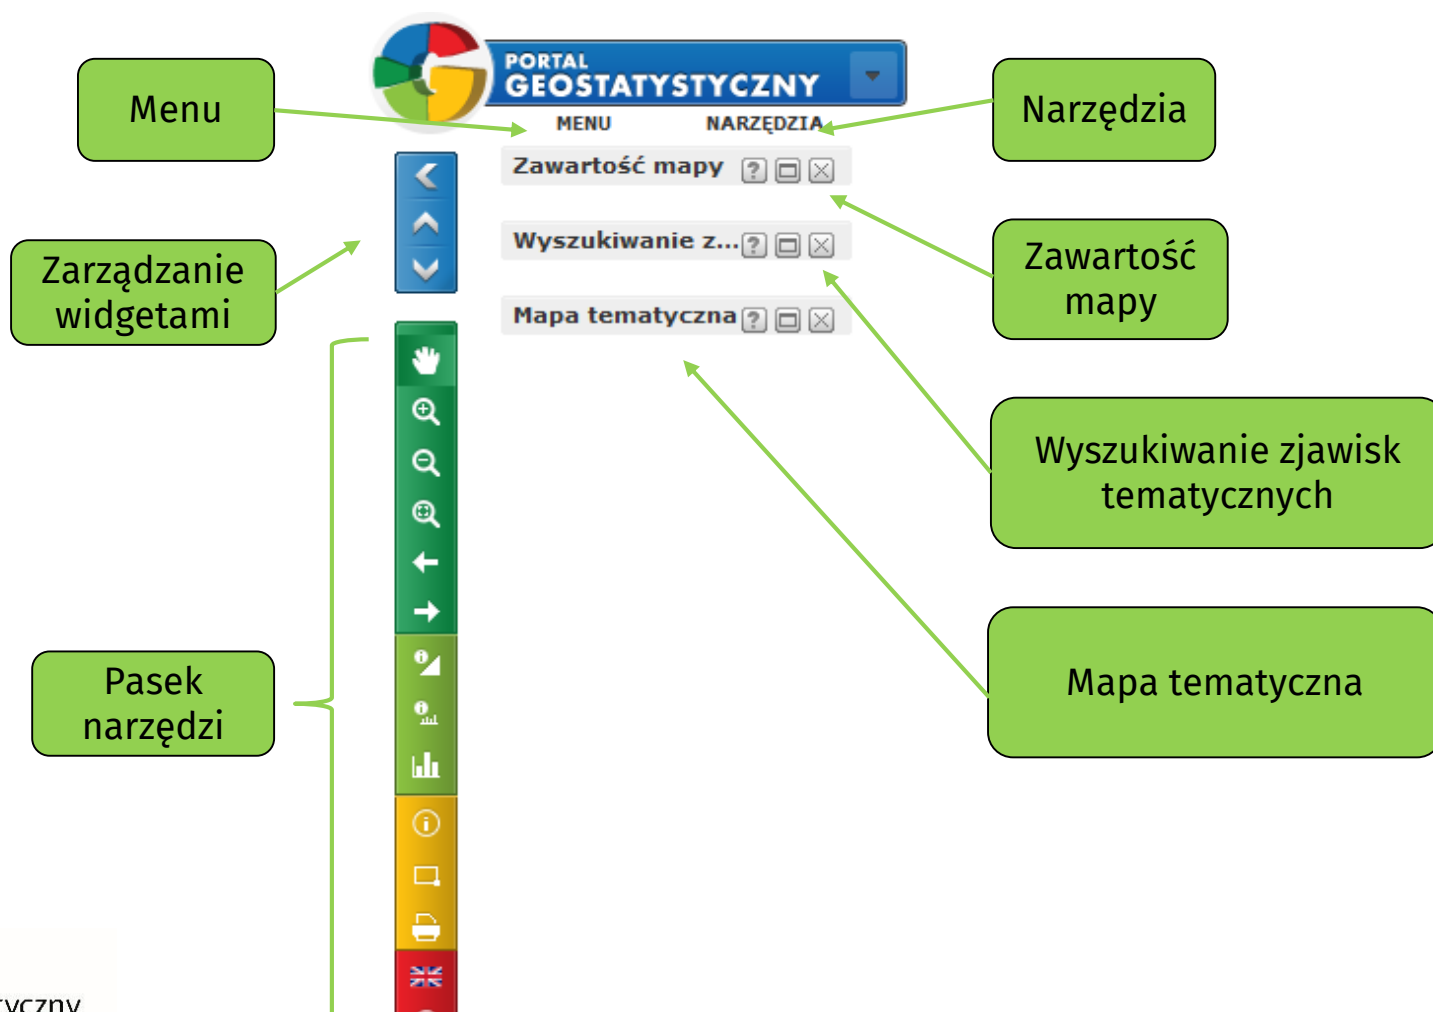 PORTAL
GEOSTATYSTYCZNY
Menu
Narzędzia
MENU
NARZĘDZIA
Zawartość mapy
Zarządzanie
widgetami
Wyszukiwanie z...
Zawartość
mapy
Mapa tematyczna
Wyszukiwanie zjawisk
tematycznych
Pasek
narzędzi
Mapa tematyczna